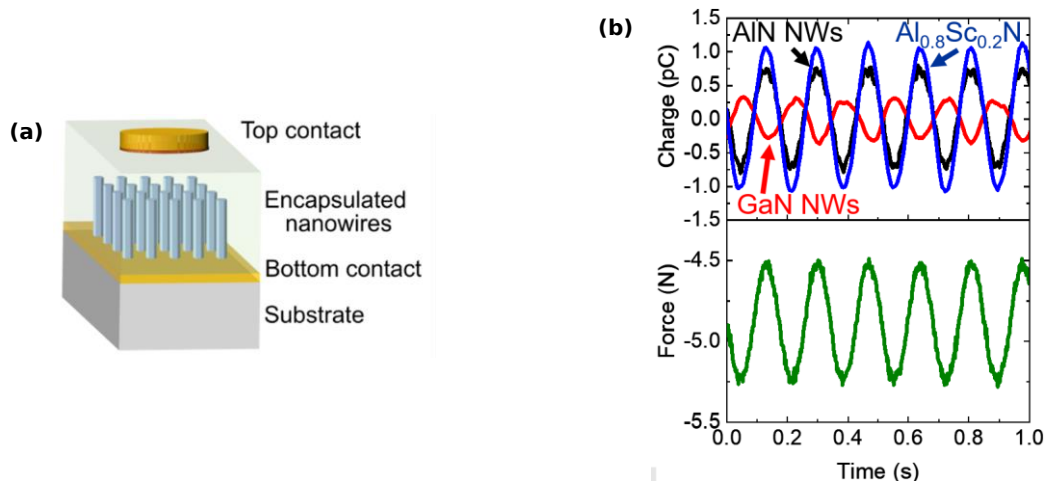 (a)
Top contact
Encapsulated
nanowires
Bottom contact
Substrate
(b)
AlN NWs
Al0.8Sc0.2N
GaN NWs
Charge (pC)
1.5
1.0
0.5
0.0
-0.5
-1.0
-1.5
Force (N)
-4.5
-5.0
-5.5
0.0 0.2 0.4 0.6 0.8 1.0
Time (s)